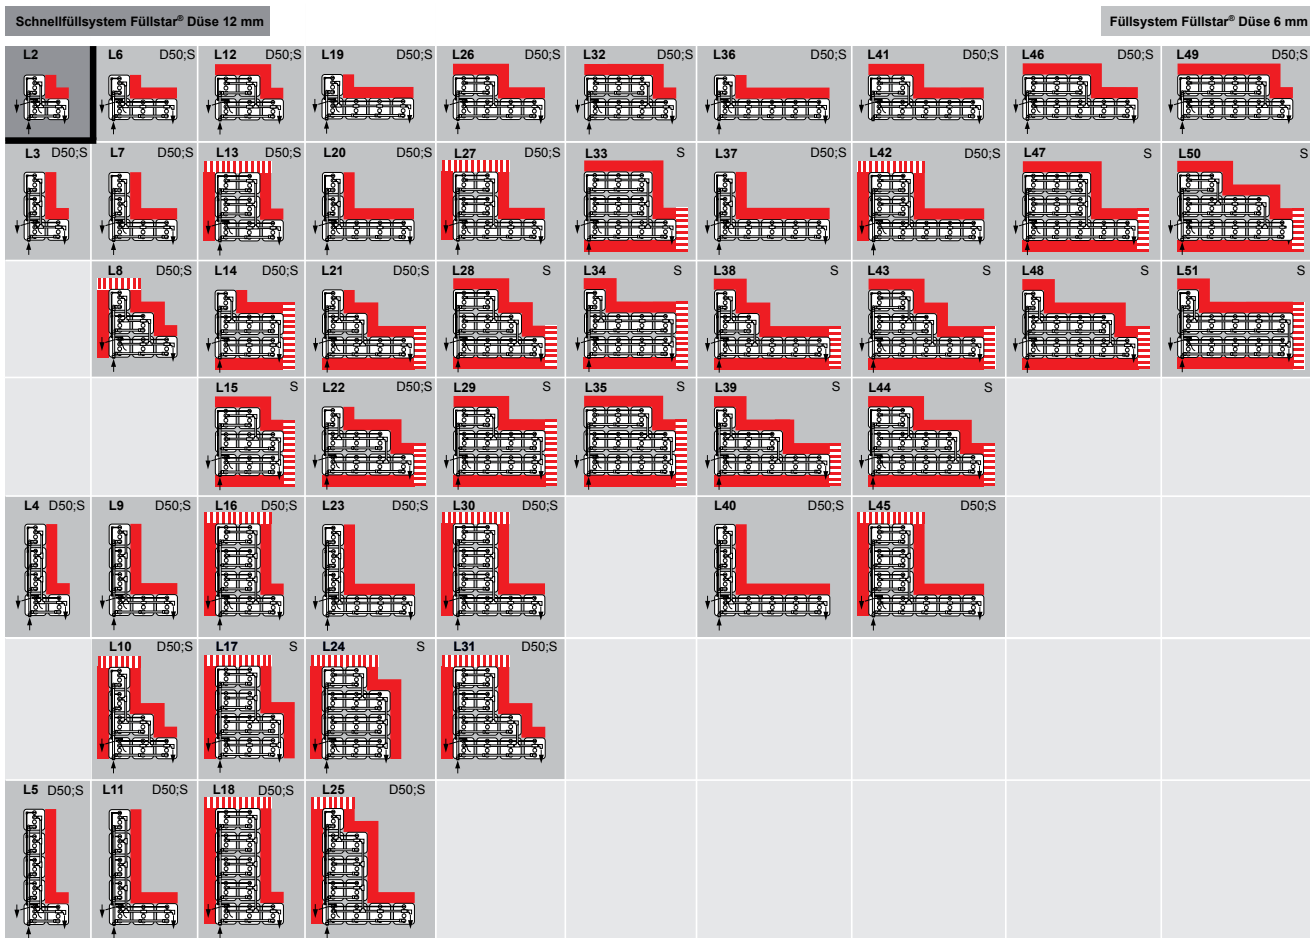 Schnellfüllsystem Füllstar® Düse 12 mm
Füllsystem Füllstar® Düse 6 mm
L2
L6 D50;S
L12 D50;S
L19 D50;S
L26 D50;S
L32 D50;S
L36 D50;S
L41 D50;S
L46 D50;S
L49 D50;S
L3 D50;S
L7 D50;S
L13 D50;S
L20 D50;S
L27 D50;S
L33 S
L37 D50;S
L42 D50;S
L47 S
L50 S
L8 D50;S
L14 D50;S
L21 D50;S
L28 S
L34 S
L38 S
L43 S
L48 S
L51 S
L15 S
L22 D50;S
L29 S
L35 S
L39 S
L44 S
L4 D50;S
L9 D50;S
L16 D50;S
L23 D50;S
L30 D50;S
L40 D50;S
L45 D50;S
L10 D50;S
L17 S
L24 S
L31 D50;S
L5 D50;S
L11 D50;S
L18 D50;S
L25 D50;S